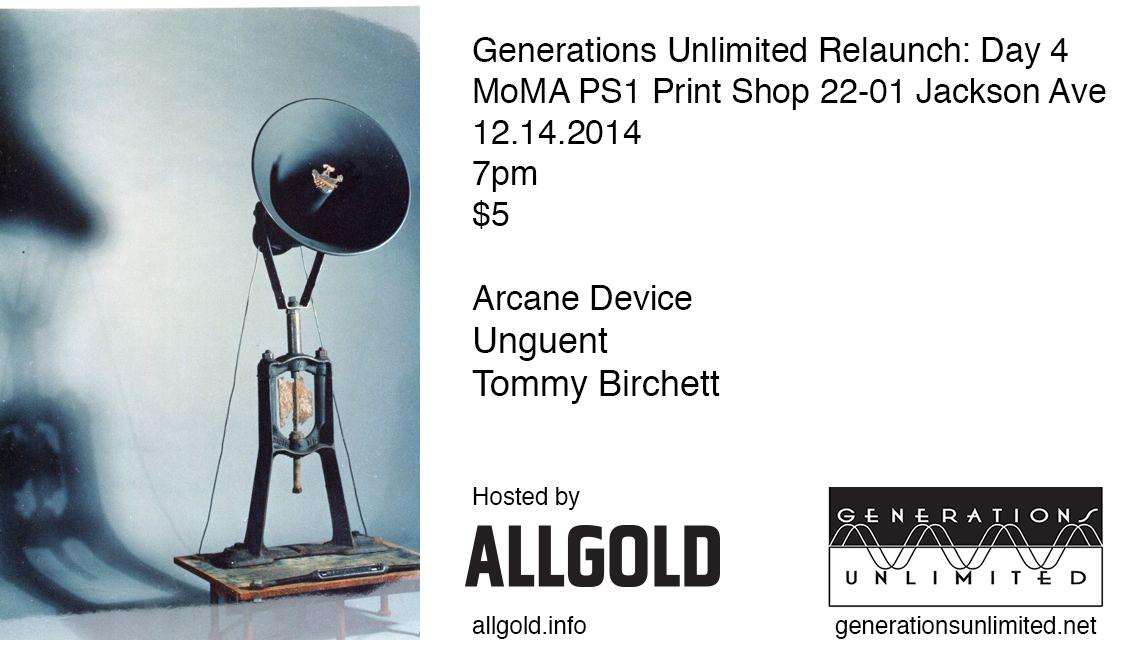 Generations Unlimited Relaunch: Day 4
MoMA PS1 Print Shop 22-01 Jackson Ave
12.14.2014
7pm
$5
Arcane Device
Unguent
Tommy Birchett
Hosted by
ALLGOLD
allgold.info
GENERATIONS
UNLIMITED
generationsunlimited.net